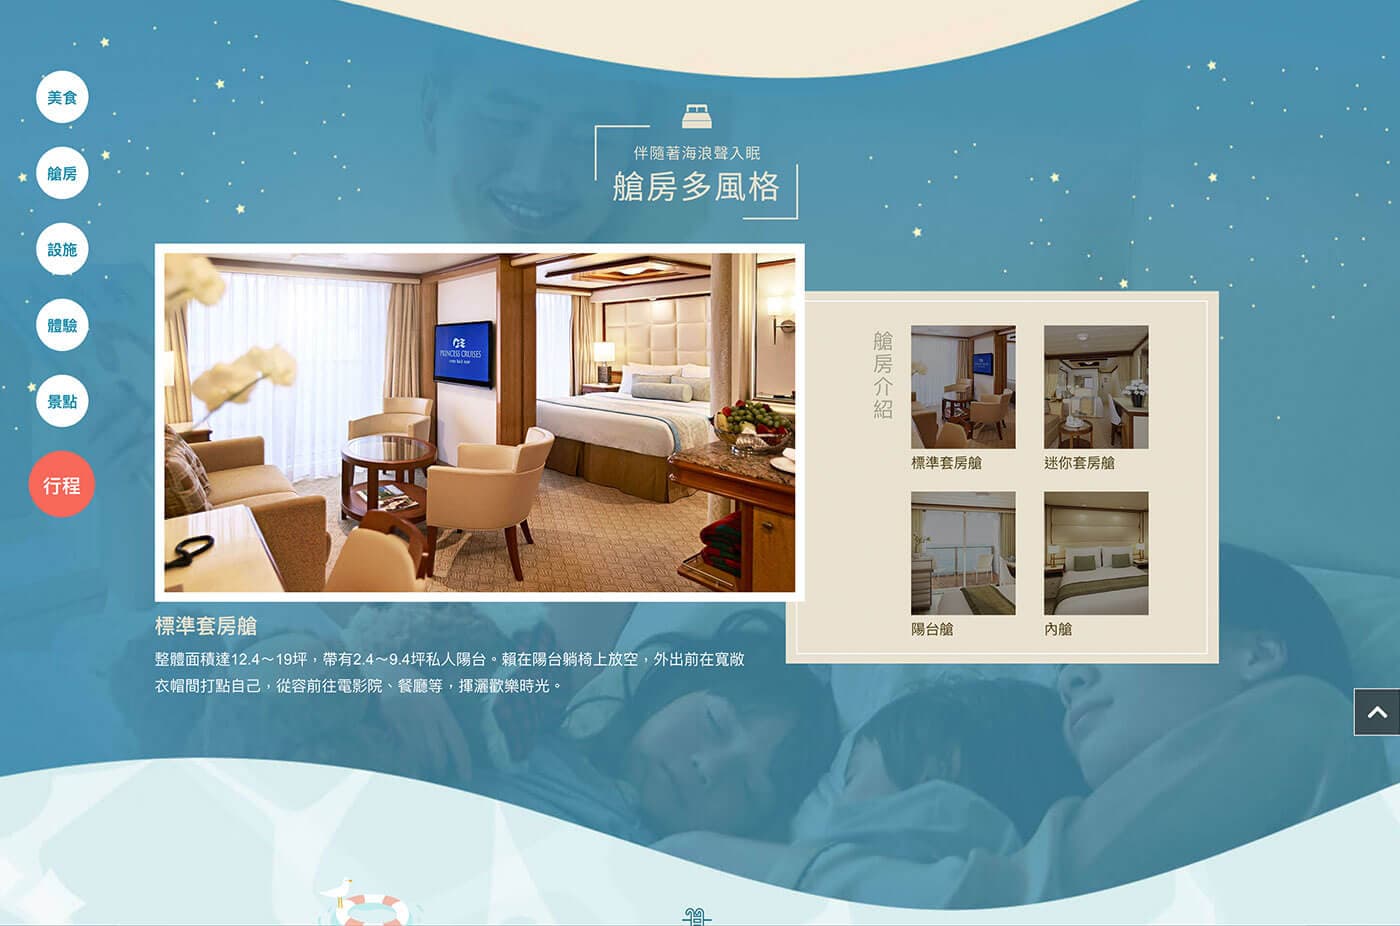 美食
艙房
設施
體驗
景點
行程
伴隨著海浪聲入眠
艙房多風格
PRINCESS CRUISES
come back new
標準套房艙
整體面積達12.4～19坪，帶有2.4～9.4坪私人陽台。賴在陽台躺椅上放空，外出前在寬敞
衣帽間打點自己，從容前往電影院、餐廳等，揮灑歡樂時光。
艙房介紹
標準套房艙
迷你套房艙
陽台艙
內艙